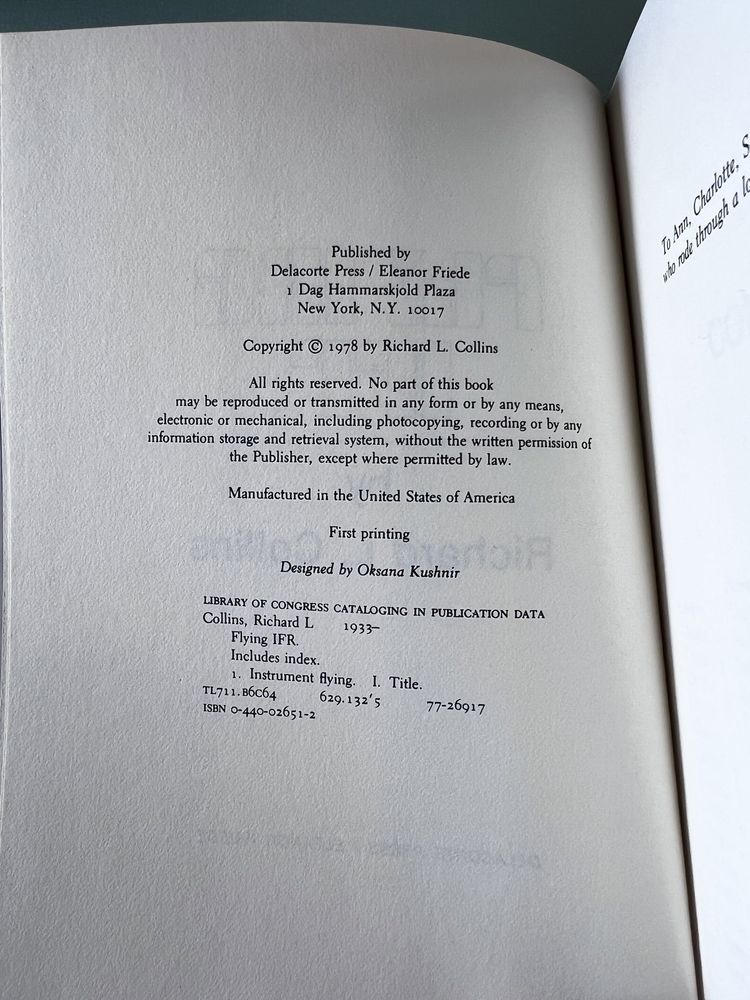 Published by
Delacorte Press / Eleanor Friede
1 Dag Hammarskjold Plaza
New York, N.Y. 10017
Copyright © 1978 by Richard L. Collins
All rights reserved. No part of this book
may be reproduced or transmitted in any form or by any means,
electronic or mechanical, including photocopying, recording or by any
information storage and retrieval system, without the written permission of
the Publisher, except where permitted by law.
Manufactured in the United States of America
First printing
Designed by Oksana Kushnir
LIBRARY OF CONGRESS CATALOGING IN PUBLICATION DATA
Collins, Richard L 1933–
Flying IFR.
Includes index.
1. Instrument flying. I. Title.
TL711.B6C64 629.132'5 77-26917
ISBN 0-440-02651-2
To Ann, Charlotte,
who rode through a